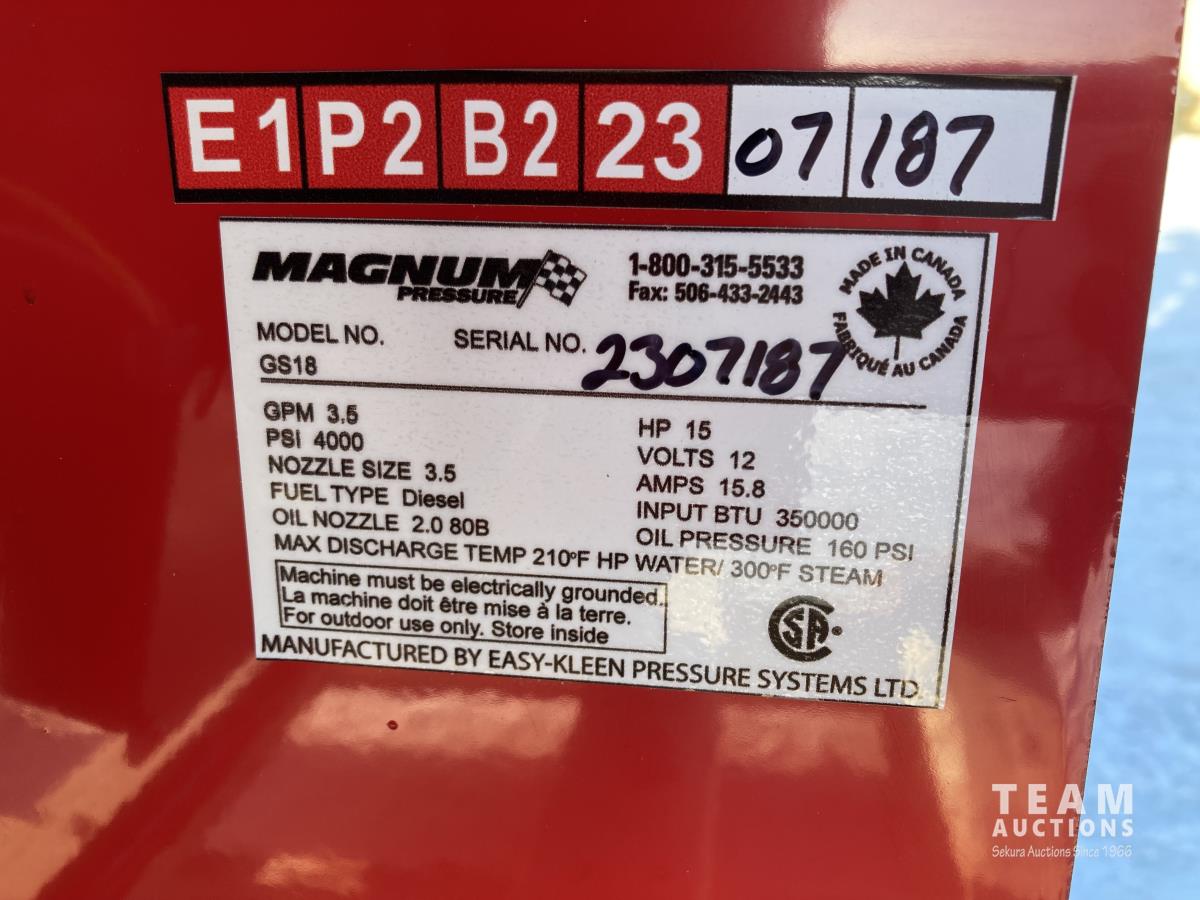 E1 P2 B2 23 07 187
MAGNUM
PRESSURE
1-800-315-5533
Fax: 506-433-2443
MADE IN CANADA
FABRIQUÉ AU CANADA
MODEL NO.
GS18
SERIAL NO. 2307187
GPM 3.5
PSI 4000
NOZZLE SIZE 3.5
FUEL TYPE Diesel
OIL NOZZLE 2.0 80B
HP 15
VOLTS 12
AMPS 15.8
INPUT BTU 350000
OIL PRESSURE 160 PSI
MAX DISCHARGE TEMP 210°F HP WATER/ 300°F STEAM
Machine must be electrically grounded.
La machine doit être mise à la terre.
For outdoor use only. Store inside
CSA
MANUFACTURED BY EASY-KLEEN PRESSURE SYSTEMS LTD
TEAM
AUCTIONS
Sekura Auctions Since 1966